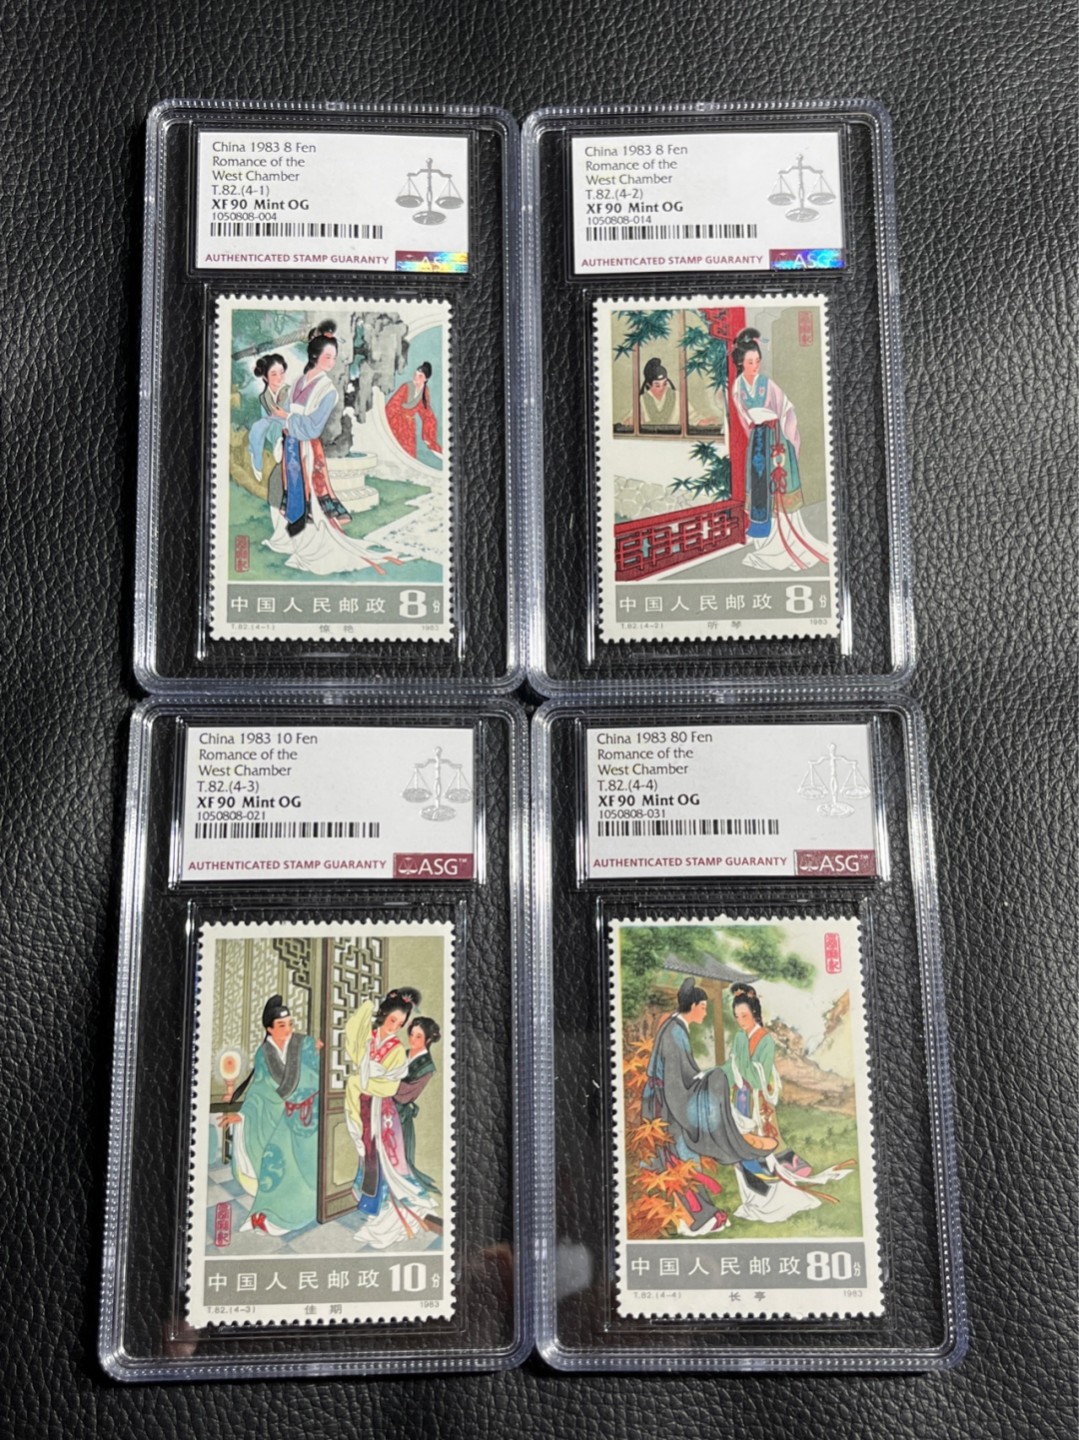 China 1983 8 Fen
Romance of the
West Chamber
T.82.(4-1)
XF 90 Mint OG
1050808-004
AUTHENTICATED STAMP GUARANTY
ASG
中国人民邮政 8分
T.82.(4-1) 惊艳 1983
China 1983 8 Fen
Romance of the
West Chamber
T.82.(4-2)
XF 90 Mint OG
1050808-014
AUTHENTICATED STAMP GUARANTY
ASG
中国人民邮政 8分
T.82.(4-2) 听琴 1983
China 1983 10 Fen
Romance of the
West Chamber
T.82.(4-3)
XF 90 Mint OG
1050808-021
AUTHENTICATED STAMP GUARANTY
ASG™
中国人民邮政 10分
T.82.(4-3) 佳期 1983
China 1983 80 Fen
Romance of the
West Chamber
T.82.(4-4)
XF 90 Mint OG
1050808-031
AUTHENTICATED STAMP GUARANTY
ASG™
中国人民邮政 80分
T.82.(4-4) 长亭 1983